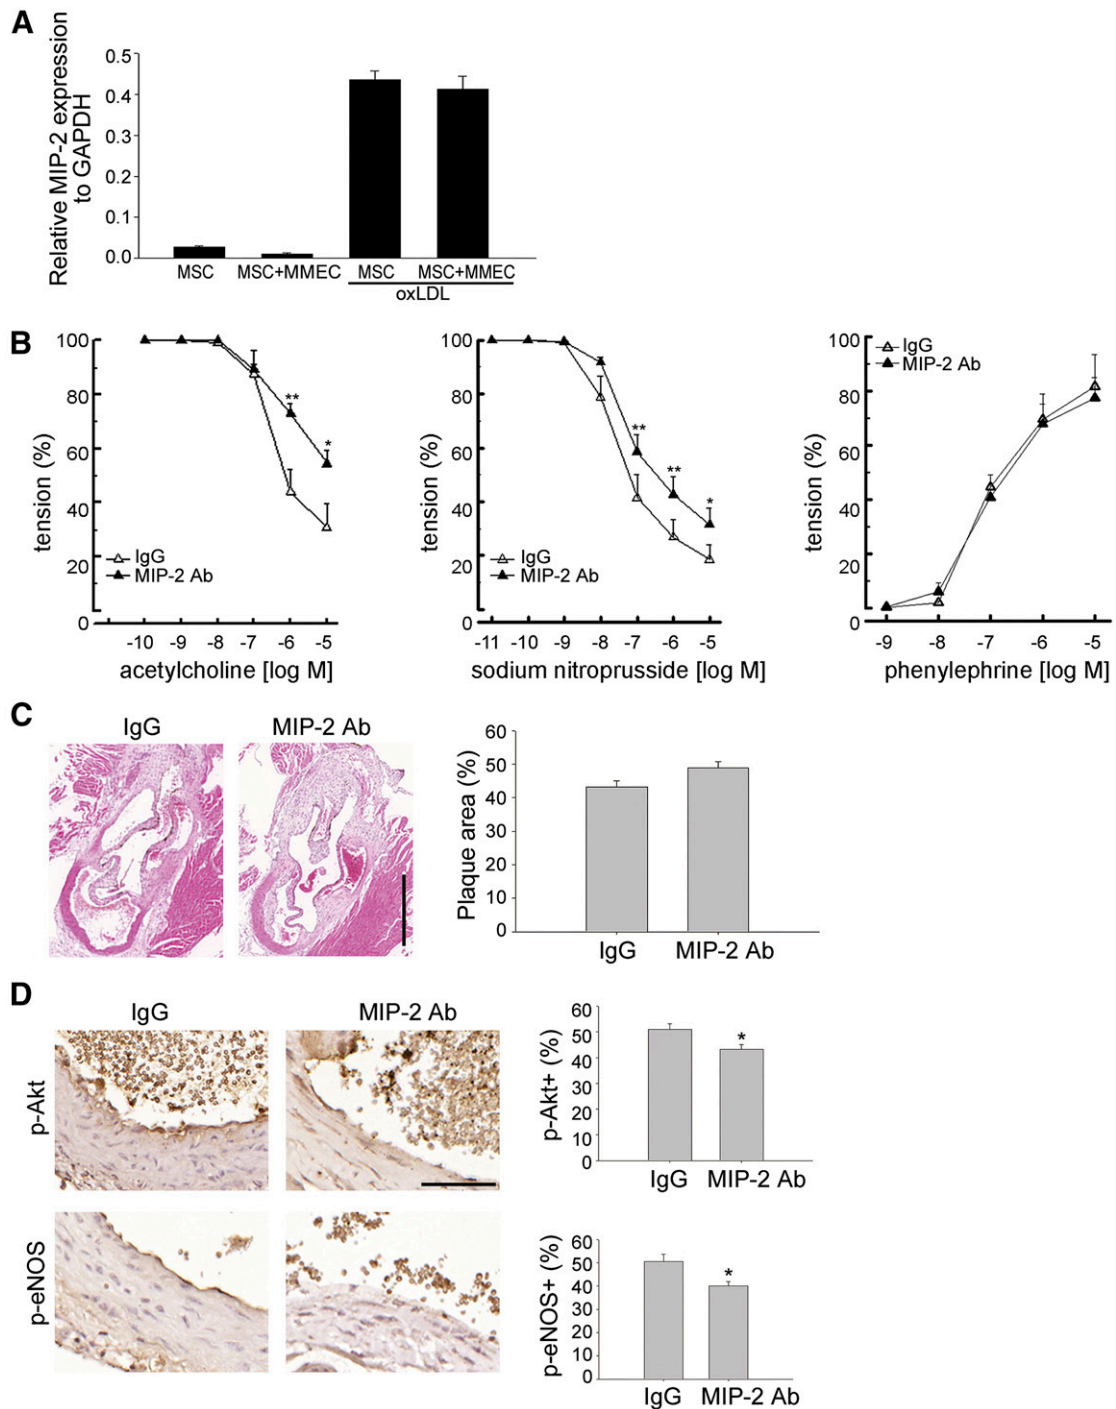 A
Relative MIP-2 expression
to GAPDH
0.5
0.4
0.3
0.2
0.1
0.0
MSC
MSC+MMEC
MSC
MSC+MMEC
oxLDL
B
tension (%)
100
80
60
40
20
0
IgG
MIP-2 Ab
**
*
-10 -9 -8 -7 -6 -5
acetylcholine [log M]
tension (%)
100
80
60
40
20
0
IgG
MIP-2 Ab
**
**
*
-11 -10 -9 -8 -7 -6 -5
sodium nitroprusside [log M]
tension (%)
100
80
60
40
20
0
IgG
MIP-2 Ab
-9 -8 -7 -6 -5
phenylephrine [log M]
C
IgG
MIP-2 Ab
Plaque area (%)
60
50
40
30
20
10
0
IgG
MIP-2 Ab
D
IgG
MIP-2 Ab
p-Akt
p-Akt+ (%)
60
50
40
30
20
10
0
*
IgG
MIP-2 Ab
p-eNOS
p-eNOS+ (%)
60
50
40
30
20
10
0
*
IgG
MIP-2 Ab